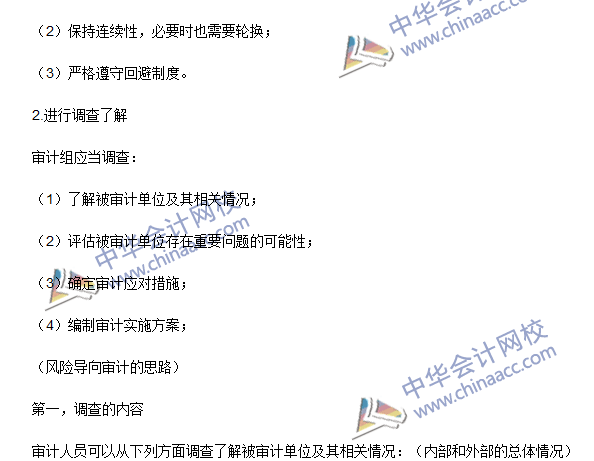 （2）保持连续性，必要时也需要轮换；
（3）严格遵守回避制度。
2.进行调查了解
审计组应当调查：
（1）了解被审计单位及其相关情况；
（2）评估被审计单位存在重要问题的可能性；
（3）确定审计应对措施；
（4）编制审计实施方案；
（风险导向审计的思路）
第一，调查的内容
审计人员可以从下列方面调查了解被审计单位及其相关情况：（内部和外部的总体情况）
中华会计网校
www.chinaacc.com
中华会计网校
www.chinaacc.com
中华会计网校
www.chinaacc.com